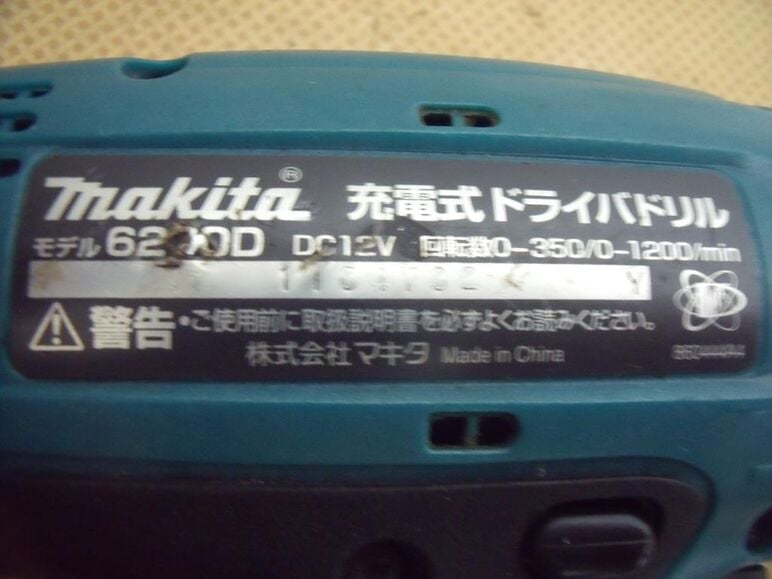 makita® 充電式ドライバドリル
モデル DC12V 回転数0-350/0-1200/min
Y
⚠警告・ご使用前に取扱説明書を必ずよくお読みください。
株式会社マキタ Made in China